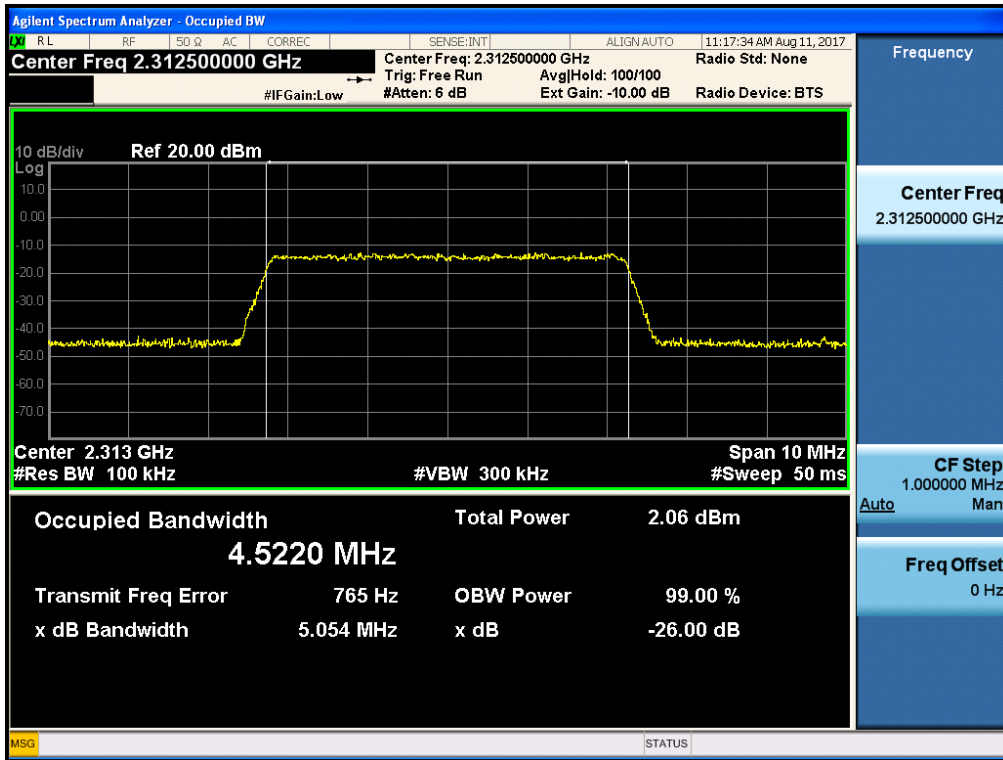 Agilent Spectrum Analyzer - Occupied BW
LXI RL RF 50 Ω AC CORREC SENSE:INT ALIGN AUTO 11:17:34 AM Aug 11, 2017
Center Freq 2.312500000 GHz Center Freq: 2.312500000 GHz Radio Std: None
Trig: Free Run Avg|Hold: 100/100
#IFGain:Low #Atten: 6 dB Ext Gain: -10.00 dB Radio Device: BTS
10 dB/div Ref 20.00 dBm
Log
10.0
0.00
-10.0
-20.0
-30.0
-40.0
-50.0
-60.0
-70.0
Center 2.313 GHz Span 10 MHz
#Res BW 100 kHz #VBW 300 kHz #Sweep 50 ms
Occupied Bandwidth Total Power 2.06 dBm
4.5220 MHz
Transmit Freq Error 765 Hz OBW Power 99.00 %
x dB Bandwidth 5.054 MHz x dB -26.00 dB
MSG STATUS
Frequency
Center Freq
2.312500000 GHz
CF Step
1.000000 MHz
Auto Man
Freq Offset
0 Hz